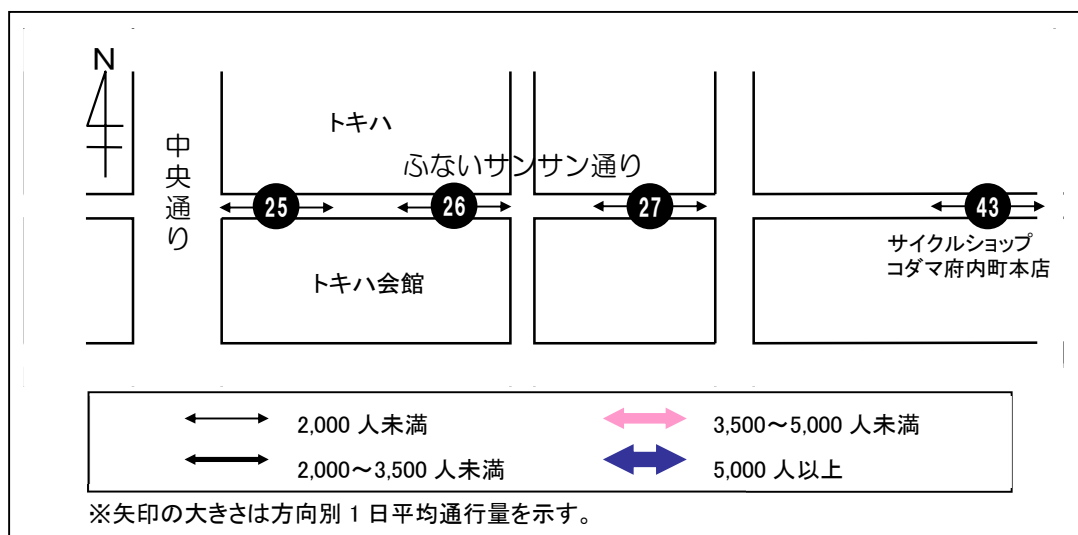 N
中央通り
トキハ
ふないサンサン通り
25
26
27
43
サイクルショップ
コダマ府内町本店
トキハ会館
2,000 人未満
3,500～5,000 人未満
2,000～3,500 人未満
5,000 人以上
※矢印の大きさは方向別 1 日平均通行量を示す。